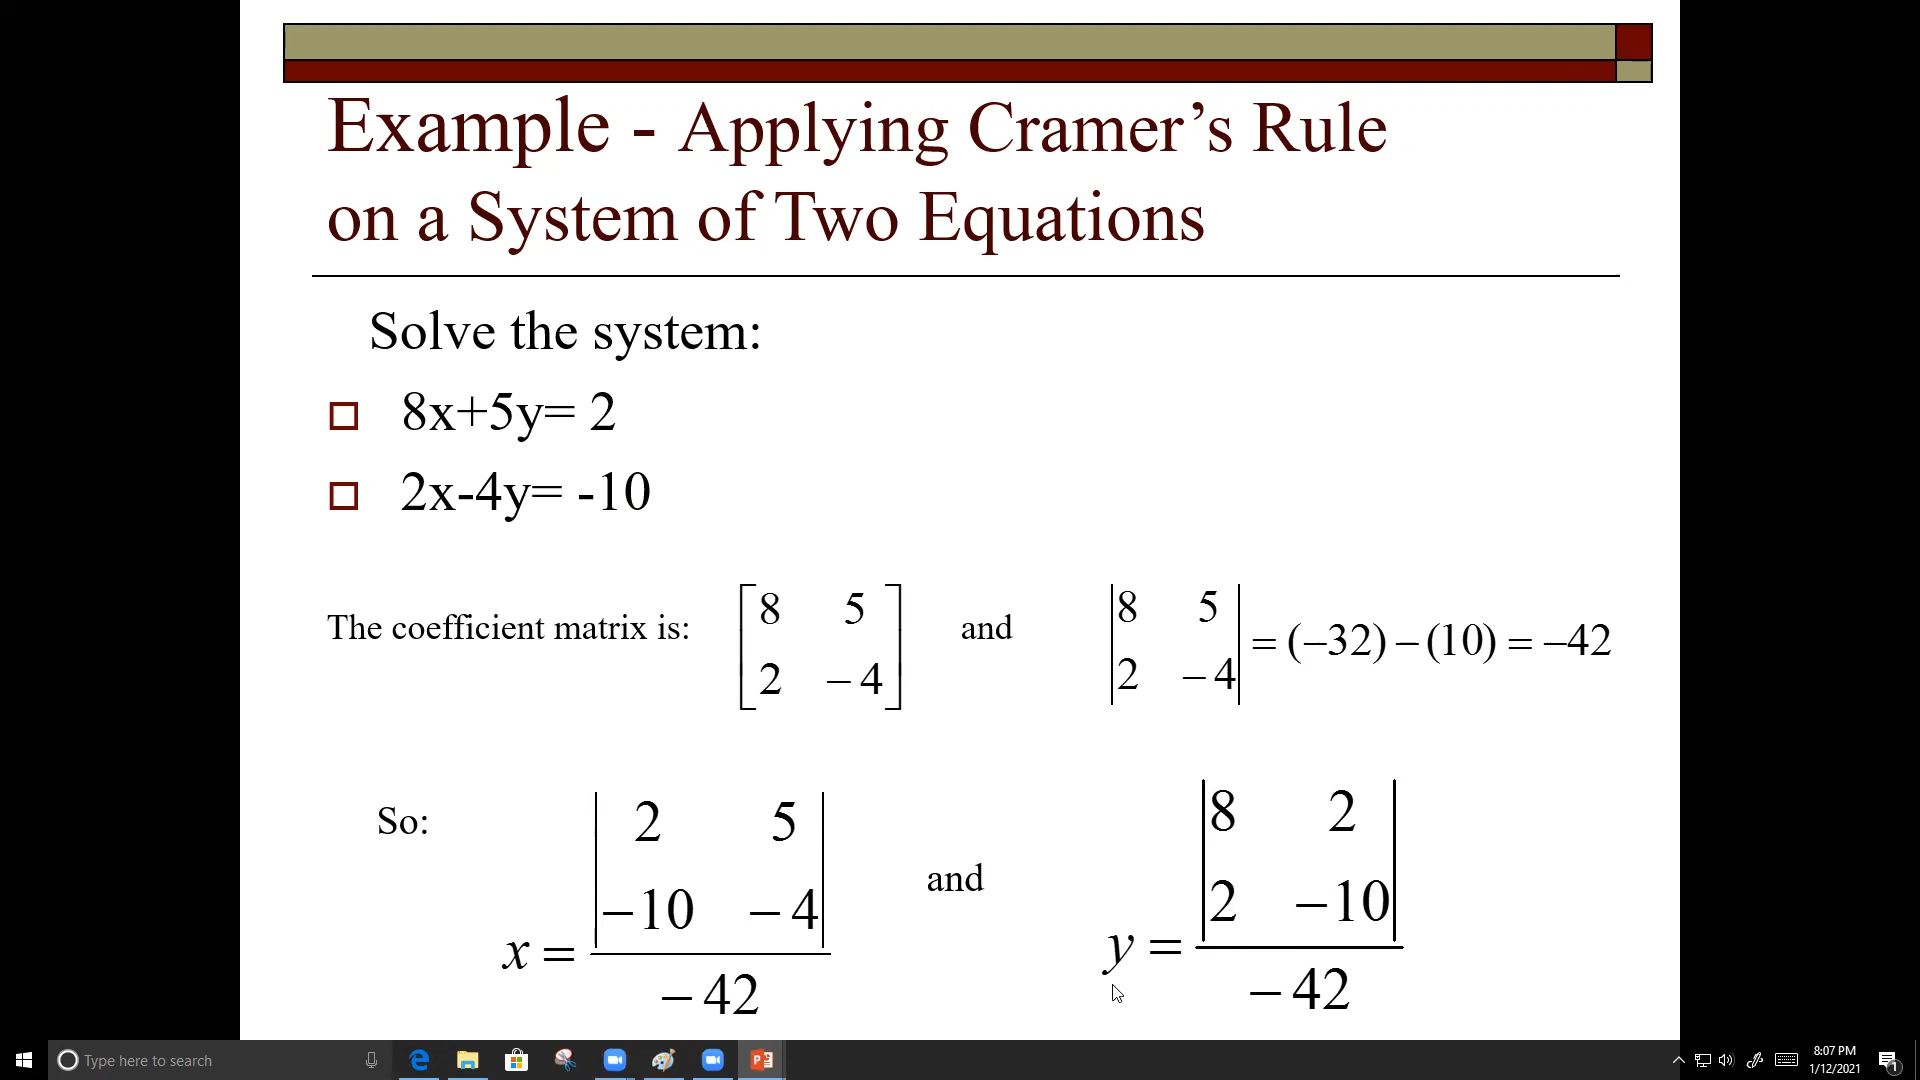 Example - Applying Cramer’s Rule
on a System of Two Equations
Solve the system:
8x+5y= 2
2x-4y= -10
The coefficient matrix is: [8 5 and |8 5| = (−32) − (10) = −42
2 −4] |2 −4|
So: |2 5| |8 2|
|−10 −4| and |2 −10|
x = −42 y = −42
Type here to search
8:07 PM
1/12/2021
1